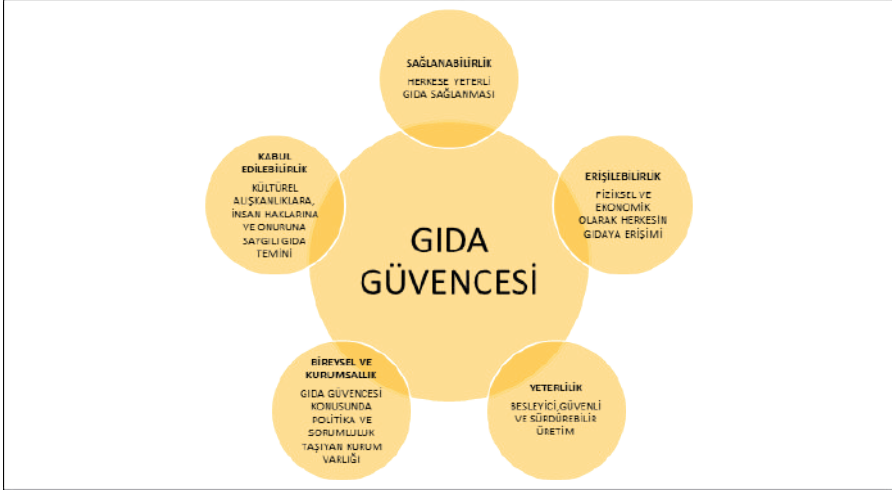 SAĞLANABİLİRLİK
HERKESE YETERLİ
GIDA SAĞLANMASI
KABUL
EDİLEBİLİRLİK
KÜLTÜREL
ALIŞKANLIKLARA,
İNSAN HAKLARINA
VE ONURUNA
SAYGILI GIDA
TEMİNİ
ERİŞİLEBİLİRLİK
FİZİKSEL VE
EKONOMİK
OLARAK HERKESİN
GIDAYA ERİŞİMİ
GIDA
GÜVENCESİ
BİREYSEL VE
KURUMSALLIK
GIDA GÜVENCESİ
KONUSUNDA
POLİTİKA VE
SORUMLULUK
TAŞIYAN KURUM
VARLIĞI
YETERLİLİK
BESLEYİCİ,GÜVENLİ
VE SÜRDÜREBİLİR
ÜRETİM